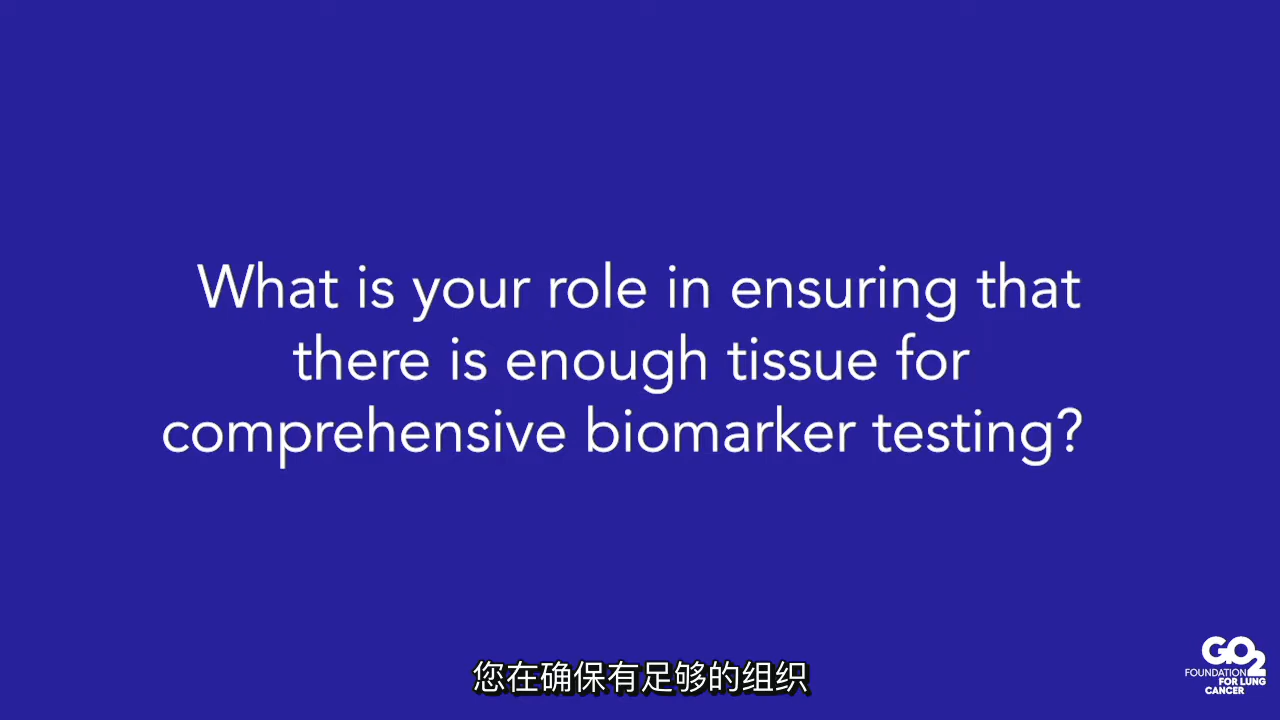 What is your role in ensuring that
there is enough tissue for
comprehensive biomarker testing?
GO2
FOUNDATION
FOR LUNG
CANCER
您在确保有足够的组织